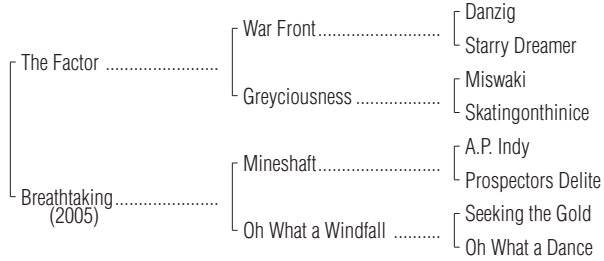 Danzig
War Front
Starry Dreamer
The Factor
Miswaki
Greyciousness
Skatingonthinice
A.P. Indy
Mineshaft
Prospectors Delite
Breathtaking
(2005)
Seeking the Gold
Oh What a Windfall
Oh What a Dance